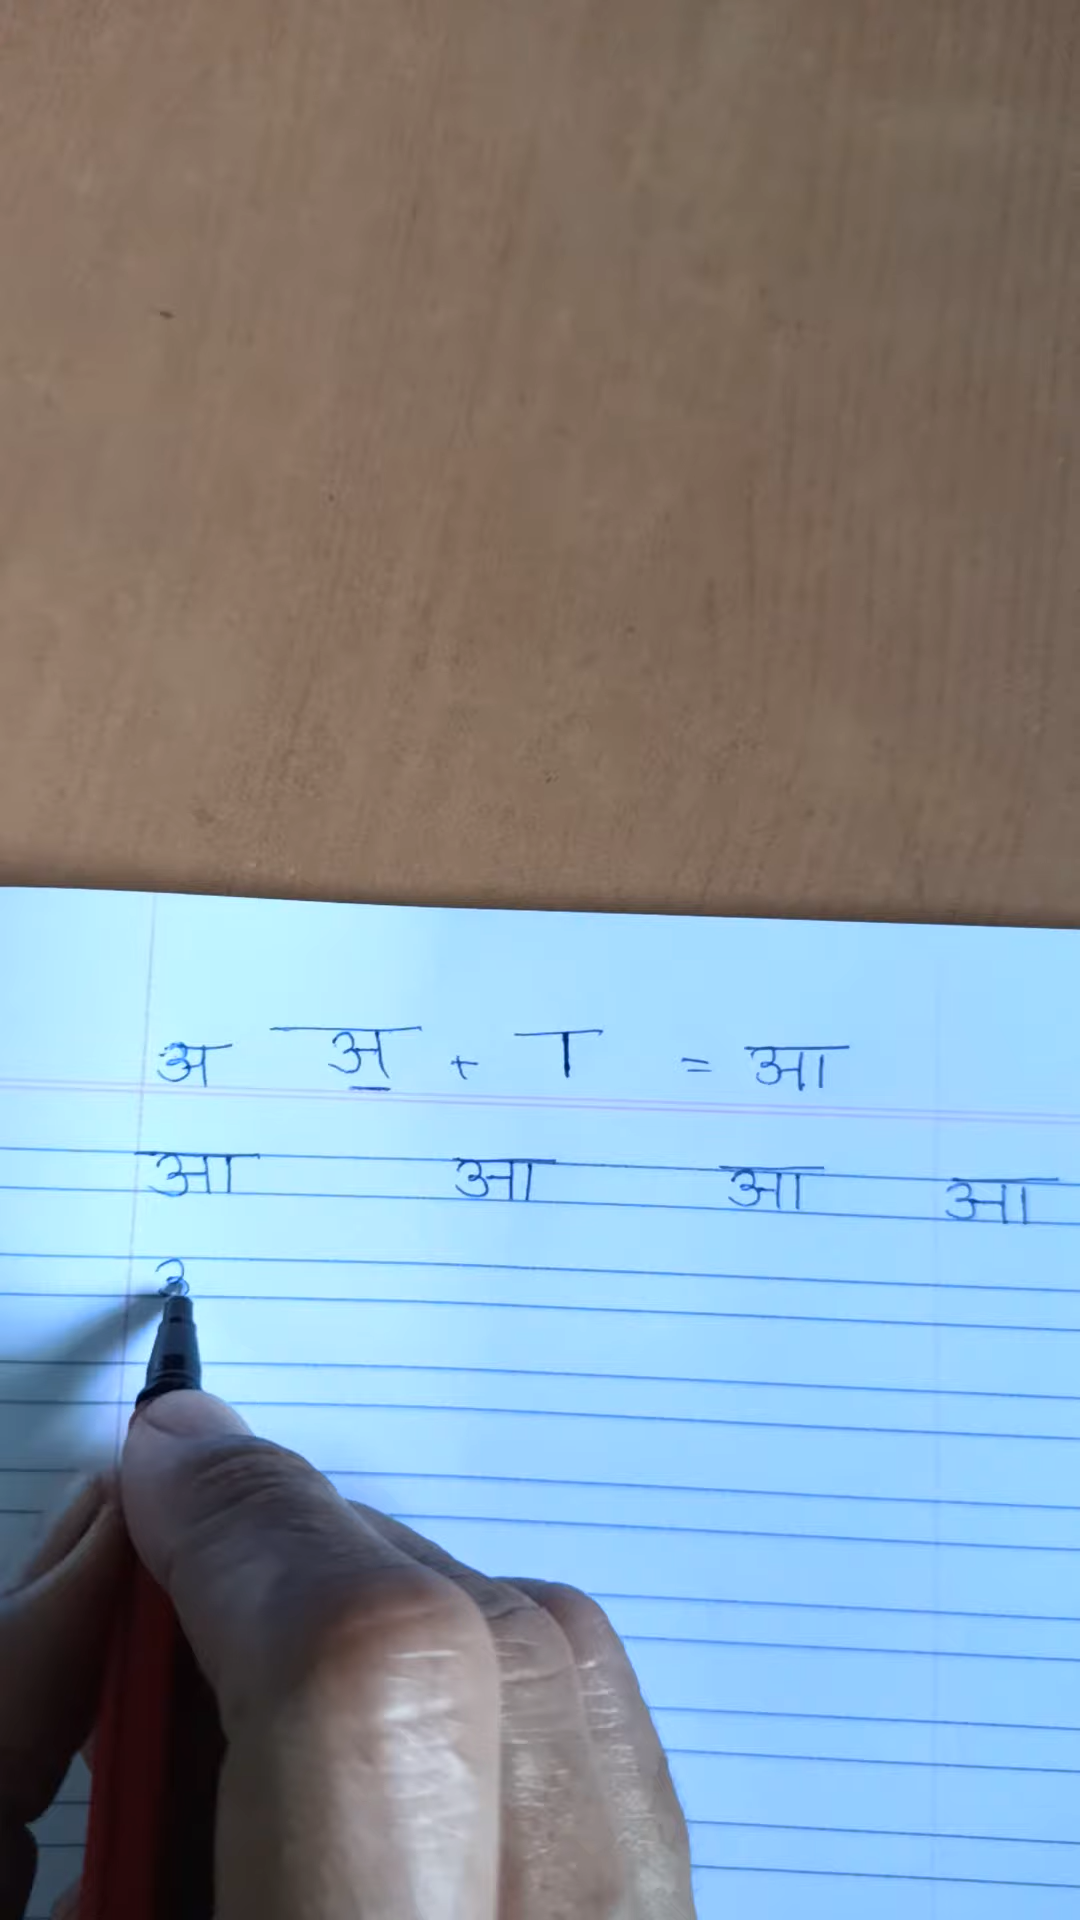 अ अ + ा = आ
आ आ आ आ